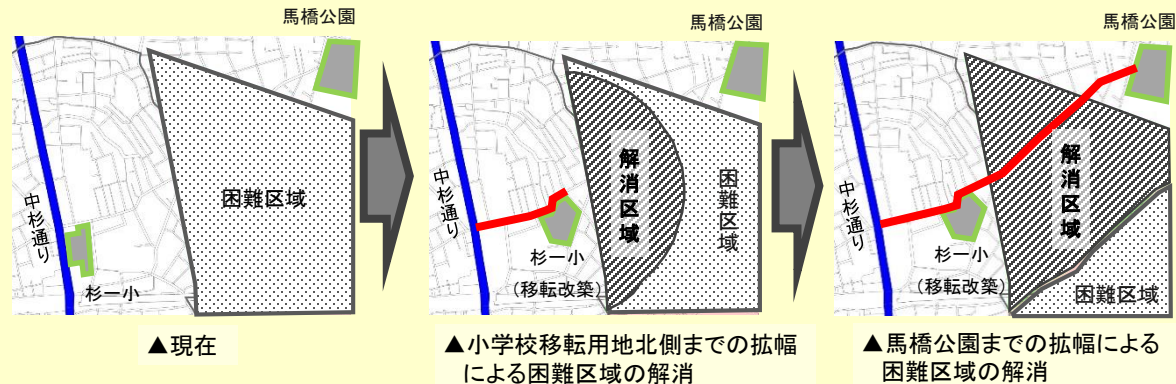 馬橋公園
困難区域
中杉通り
杉一小
▲現在
馬橋公園
解消区域
困難区域
中杉通り
杉一小
（移転改築）
▲小学校移転用地北側までの拡幅
による困難区域の解消
馬橋公園
解消区域
中杉通り
杉一小
（移転改築）
困難区域
▲馬橋公園までの拡幅による
困難区域の解消